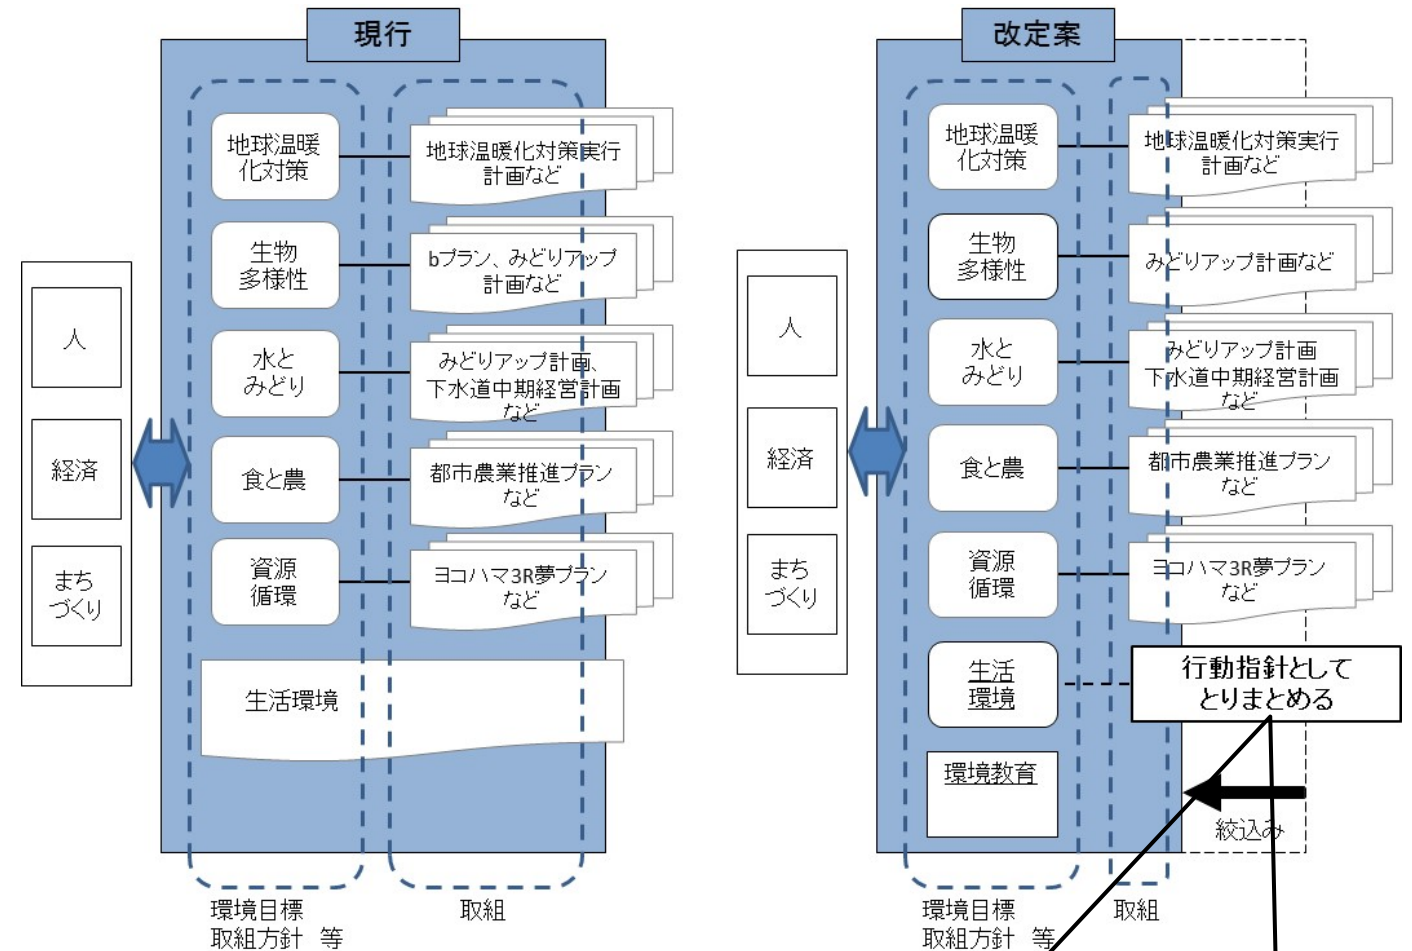 現行
地球温暖
化対策
地球温暖化対策実行
計画など
生物
多様性
bプラン、みどりアップ
計画など
水と
みどり
みどりアップ計画、
下水道中期経営計画
など
食と農
都市農業推進プラン
など
資源
循環
ヨコハマ3R夢プラン
など
生活環境
人
経済
まち
づくり
環境目標
取組方針 等
取組
改定案
地球温暖
化対策
地球温暖化対策実行
計画など
生物
多様性
みどりアップ計画など
水と
みどり
みどりアップ計画
下水道中期経営計画
など
食と農
都市農業推進プラン
など
資源
循環
ヨコハマ3R夢プラン
など
生活
環境
行動指針として
とりまとめる
環境教育
絞込み
人
経済
まち
づくり
環境目標
取組方針 等
取組